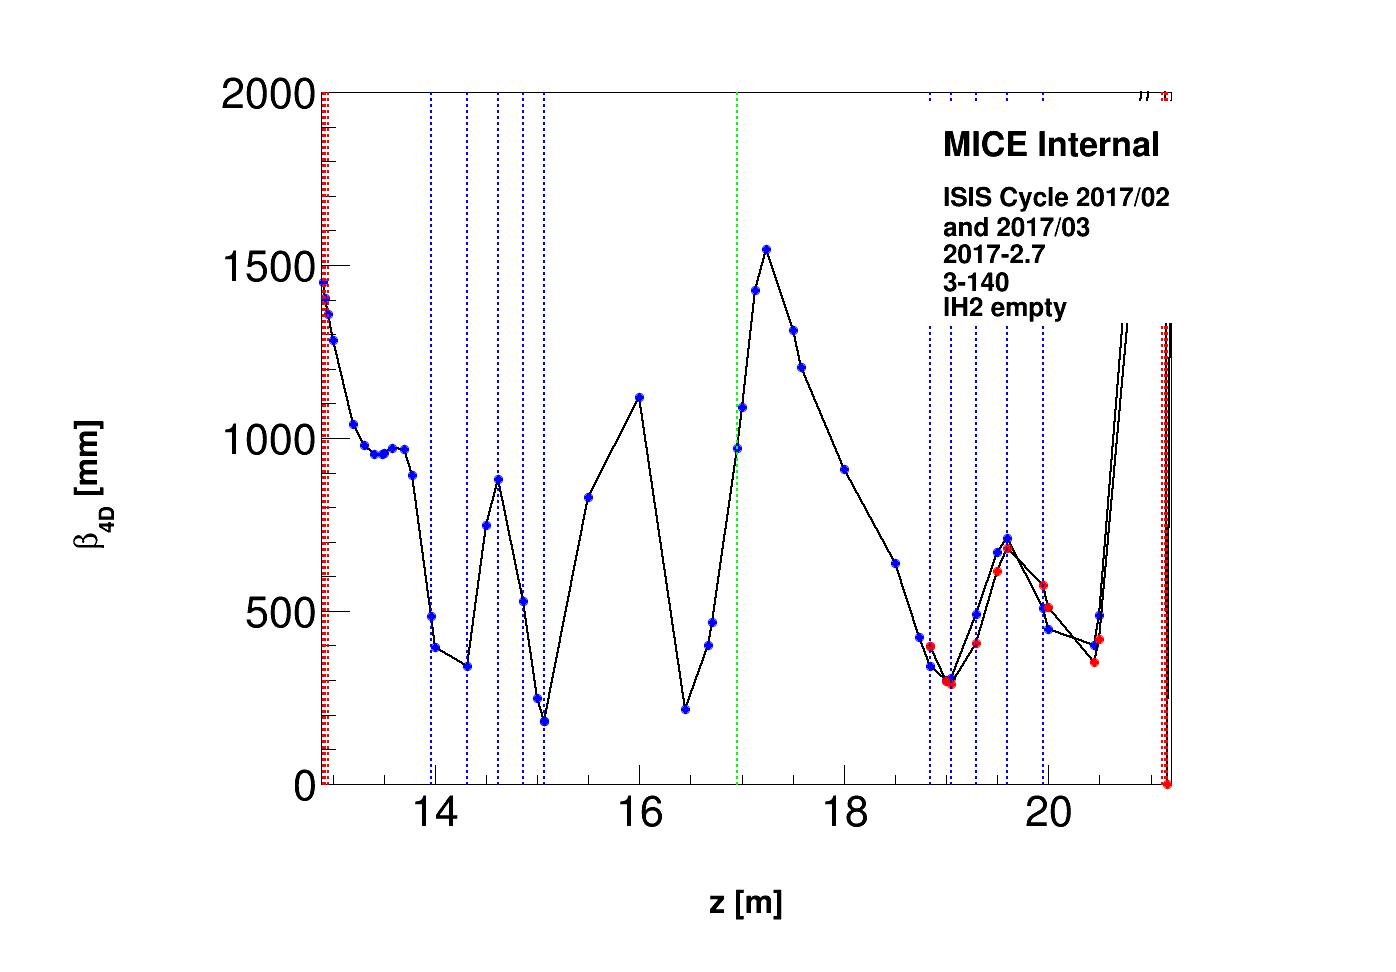 2000
1500
1000
500
0
β4D [mm]
MICE Internal
ISIS Cycle 2017/02
and 2017/03
2017-2.7
3-140
lH2 empty
14 16 18 20
z [m]